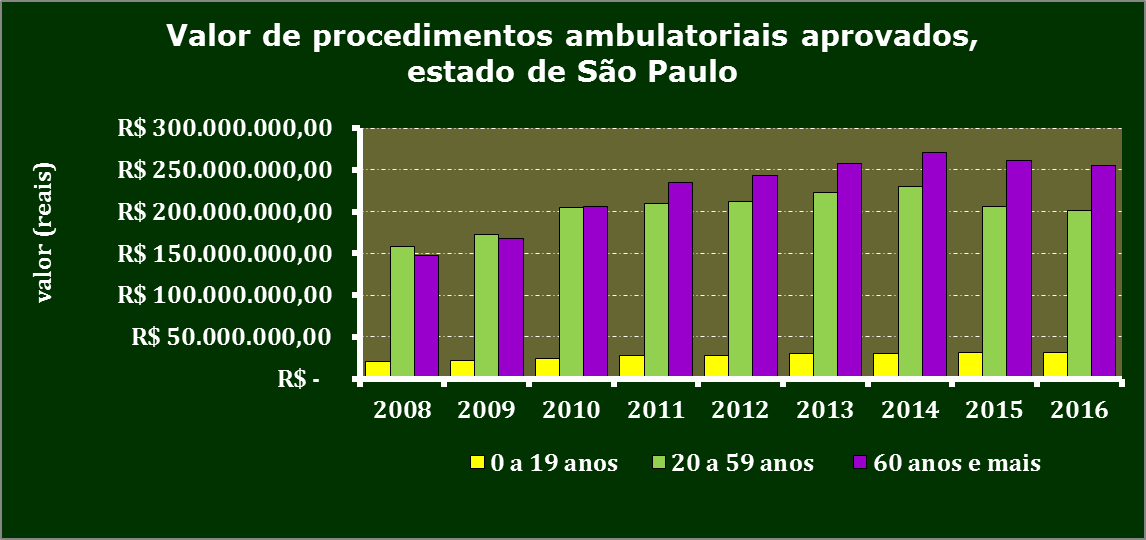 Valor de procedimentos ambulatoriais aprovados,
estado de São Paulo
valor (reais)
R$ 300.000.000,00
R$ 250.000.000,00
R$ 200.000.000,00
R$ 150.000.000,00
R$ 100.000.000,00
R$ 50.000.000,00
R$ -
2008 2009 2010 2011 2012 2013 2014 2015 2016
0 a 19 anos 20 a 59 anos 60 anos e mais